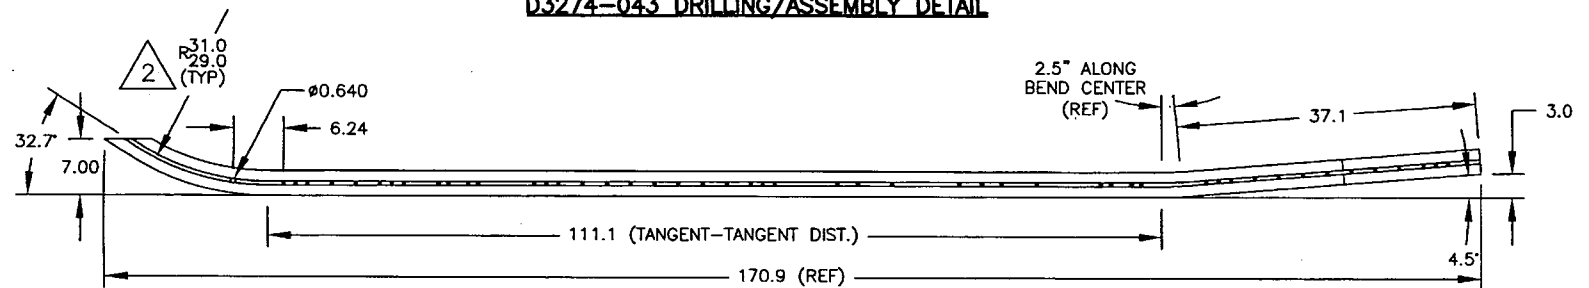 D3274-043 DRILLING/ASSEMBLY DETAIL
2
R31.0
29.0
(TYP)
ø0.640
6.24
2.5" ALONG
BEND CENTER
(REF)
37.1
3.0
32.7°
7.00
111.1 (TANGENT-TANGENT DIST.)
170.9 (REF)
4.5°